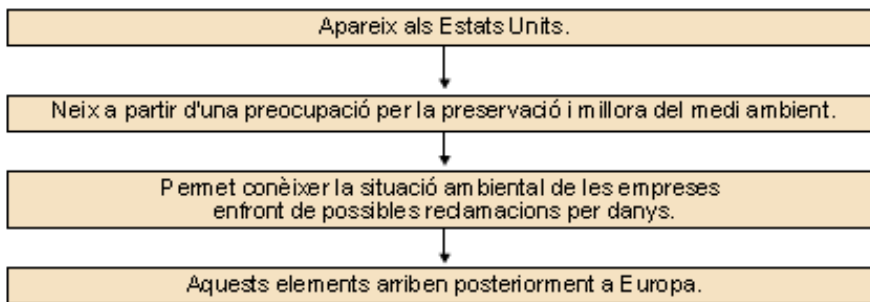 Apareix als Estats Units.
Neix a partir d'una preocupació per la preservació i millora del medi ambient.
Permet conèixer la situació ambiental de les empreses
enfront de possibles reclamacions per danys.
Aquests elements arriben posteriorment a Europa.